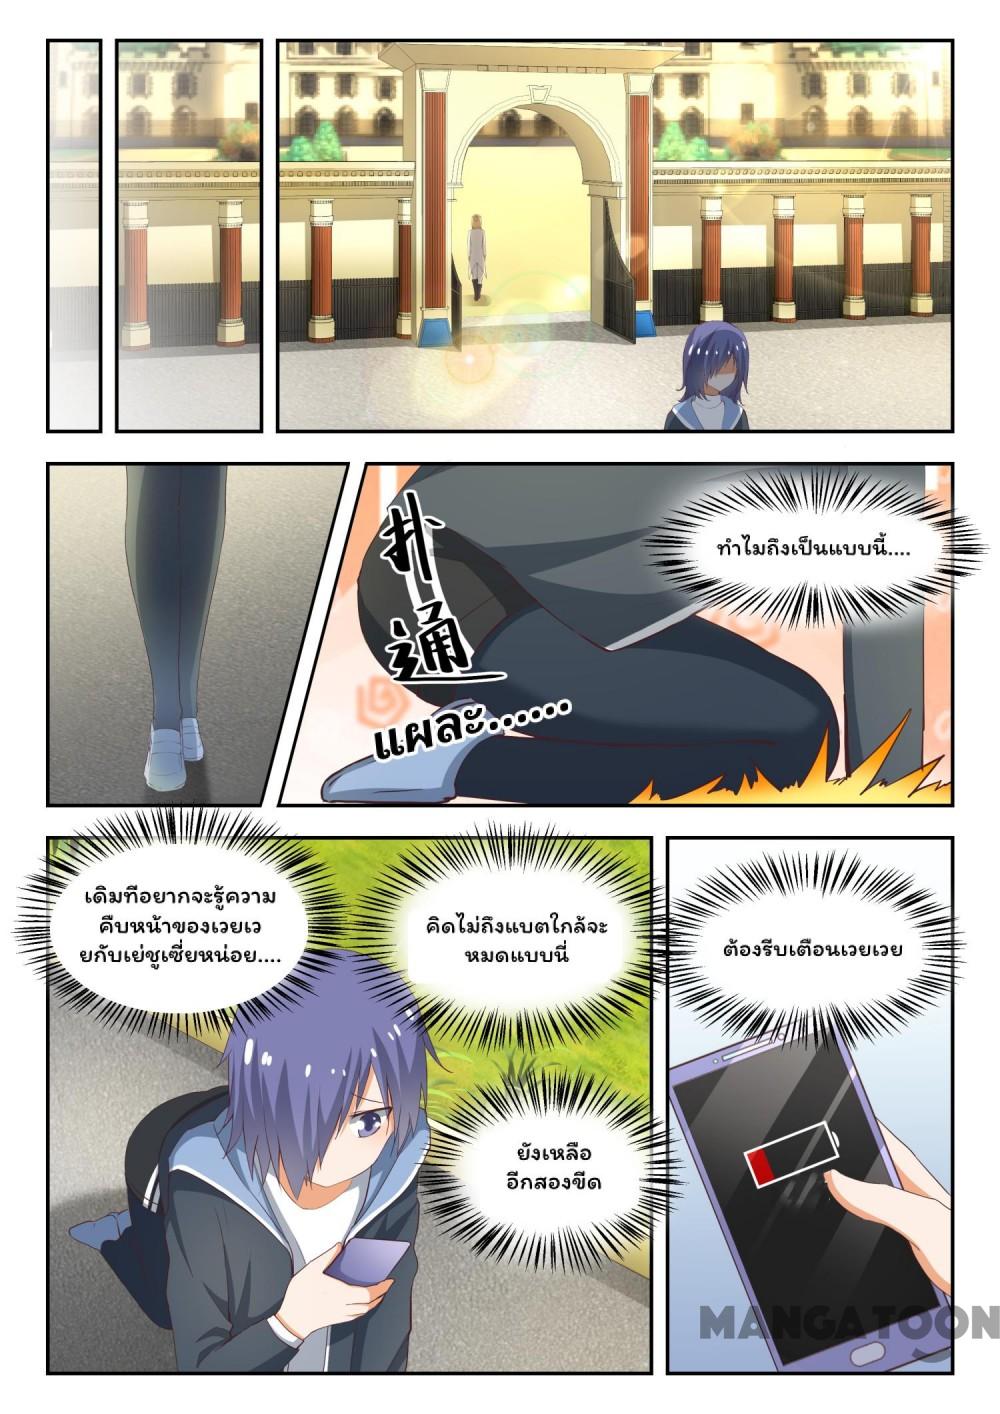 ทำไมถึงเป็นแบบนี้....
扑
通
แผละ......
เดิมทีอยากจะรู้ความ
คืบหน้าของเวยเว
ยกับเย่ชูเซี่ยหน่อย....
คิดไม่ถึงแบตใกล้จะ
หมดแบบนี้
ยังเหลือ
อีกสองขีด
ต้องรีบเตือนเวยเวย
MANGATOON